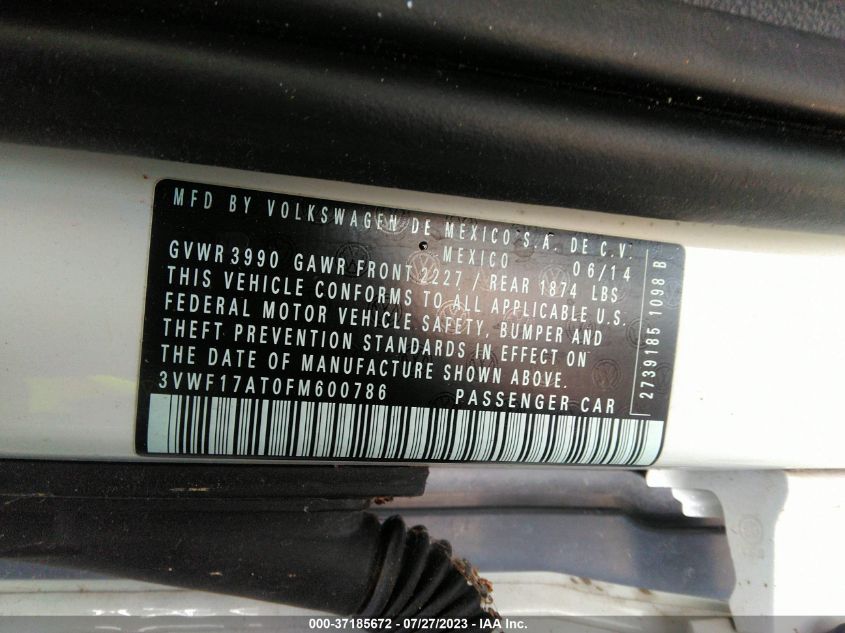 MFD BY VOLKSWAGEN DE MEXICO S.A. DE C.V.
MEXICO 06/14
GVWR 3990 GAWR FRONT 2227 / REAR 1874 LBS
THIS VEHICLE CONFORMS TO ALL APPLICABLE U.S.
FEDERAL MOTOR VEHICLE SAFETY, BUMPER AND
THEFT PREVENTION STANDARDS IN EFFECT ON
THE DATE OF MANUFACTURE SHOWN ABOVE.
3VWF17AT0FM600786 PASSENGER CAR
2739185 1098 B
000-37185672 / 07/27/2023 / IAA Inc.